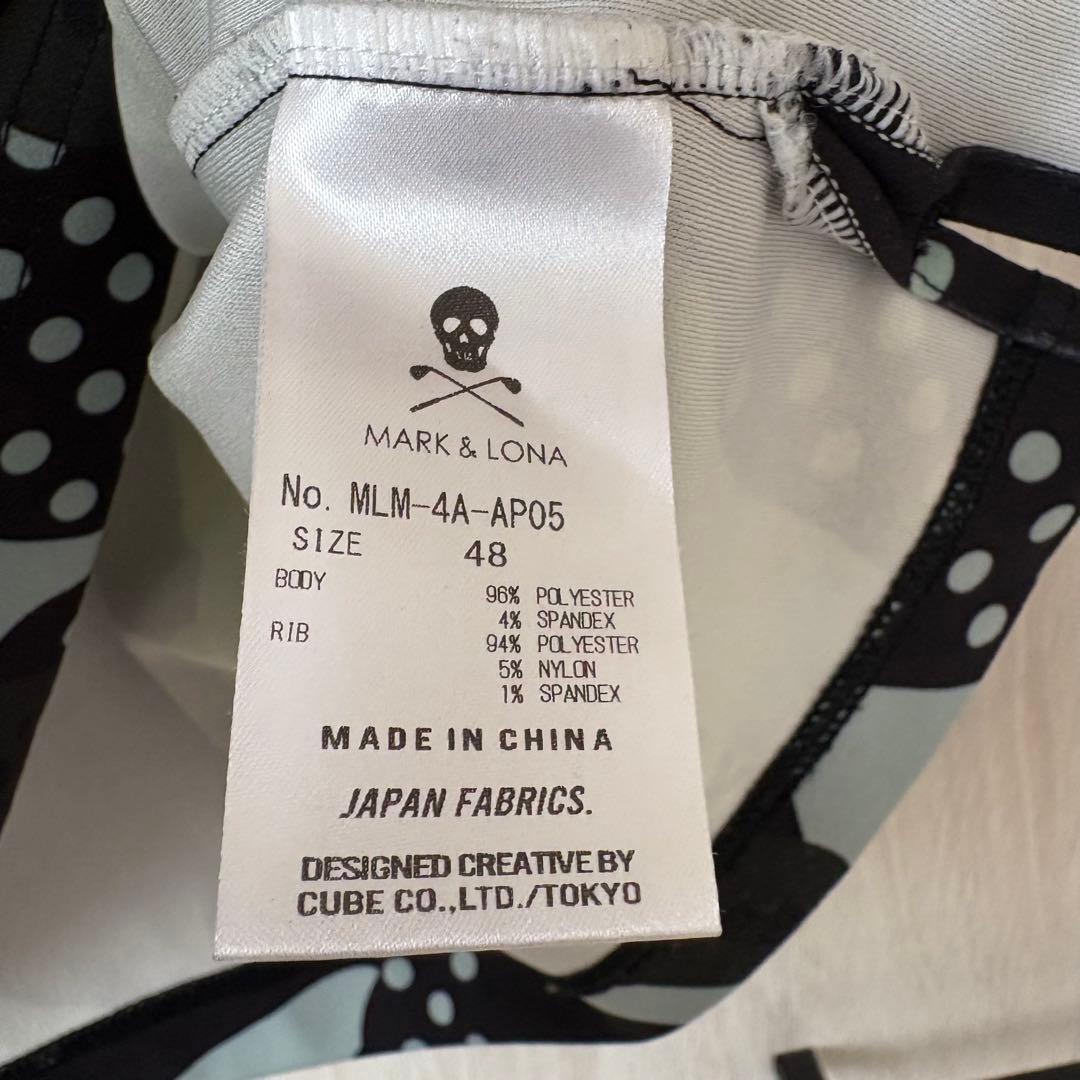 MARK & LONA
No. MLM-4A-AP05
SIZE 48
BODY 96% POLYESTER
4% SPANDEX
RIB 94% POLYESTER
5% NYLON
1% SPANDEX
MADE IN CHINA
JAPAN FABRICS.
DESIGNED CREATIVE BY
CUBE CO.,LTD./TOKYO